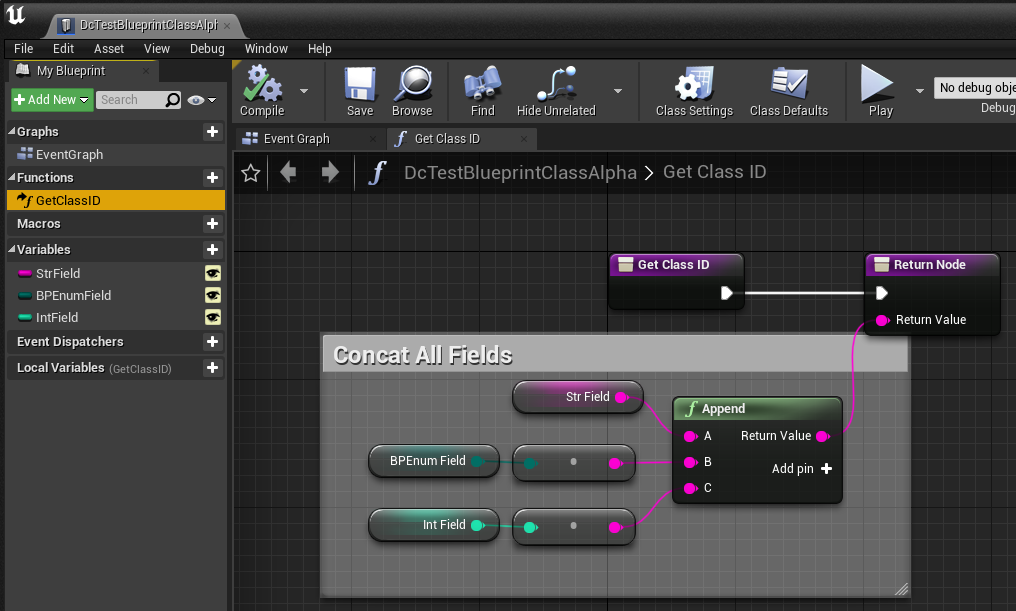 DcTestBlueprintClassAlph
File Edit Asset View Debug Window Help
My Blueprint
Add New
Search
Compile
Save
Browse
Find
Hide Unrelated
Class Settings
Class Defaults
Play
No debug obje
Debug
Graphs
EventGraph
Functions
GetClassID
Macros
Variables
StrField
BPEnumField
IntField
Event Dispatchers
Local Variables (GetClassID)
Event Graph
Get Class ID
DcTestBlueprintClassAlpha > Get Class ID
Get Class ID
Return Node
Return Value
Concat All Fields
Str Field
BPEnum Field
Int Field
Append
A Return Value
B
Add pin +
C